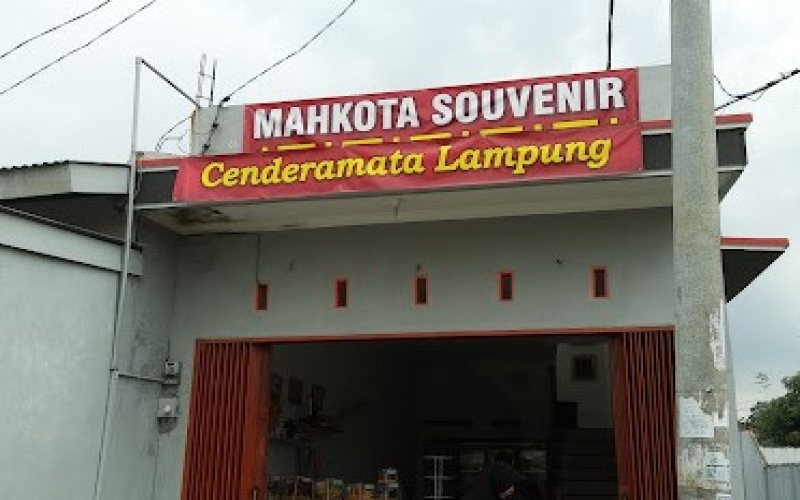 MAHKOTA SOUVENIR
Cenderamata Lampung